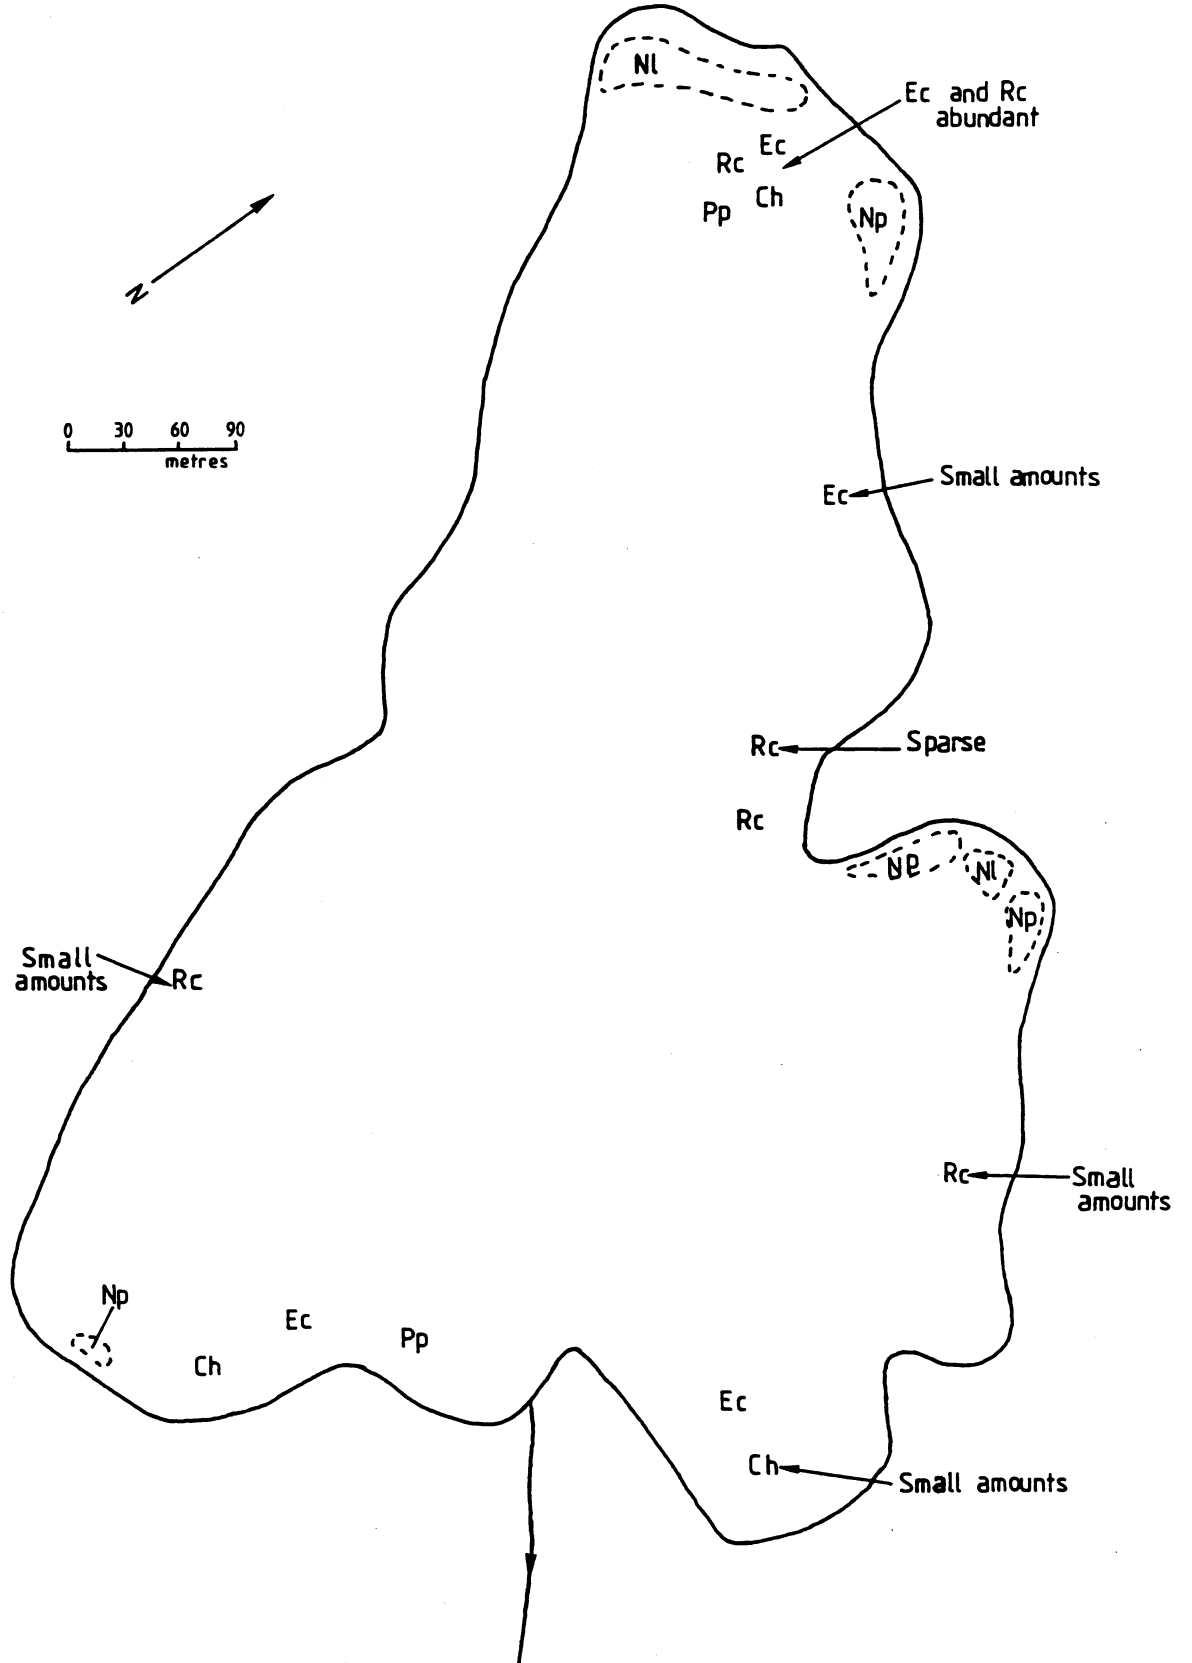 Nl
Ec and Rc
abundant
Ec
Rc
Ch
Pp
Np
N
0 30 60 90
metres
Small amounts
Ec
Rc
Sparse
Rc
Nl
Np
Small
amounts
Rc
Rc
Small
amounts
Np
Ec
Pp
Ch
Ec
Ch
Small amounts